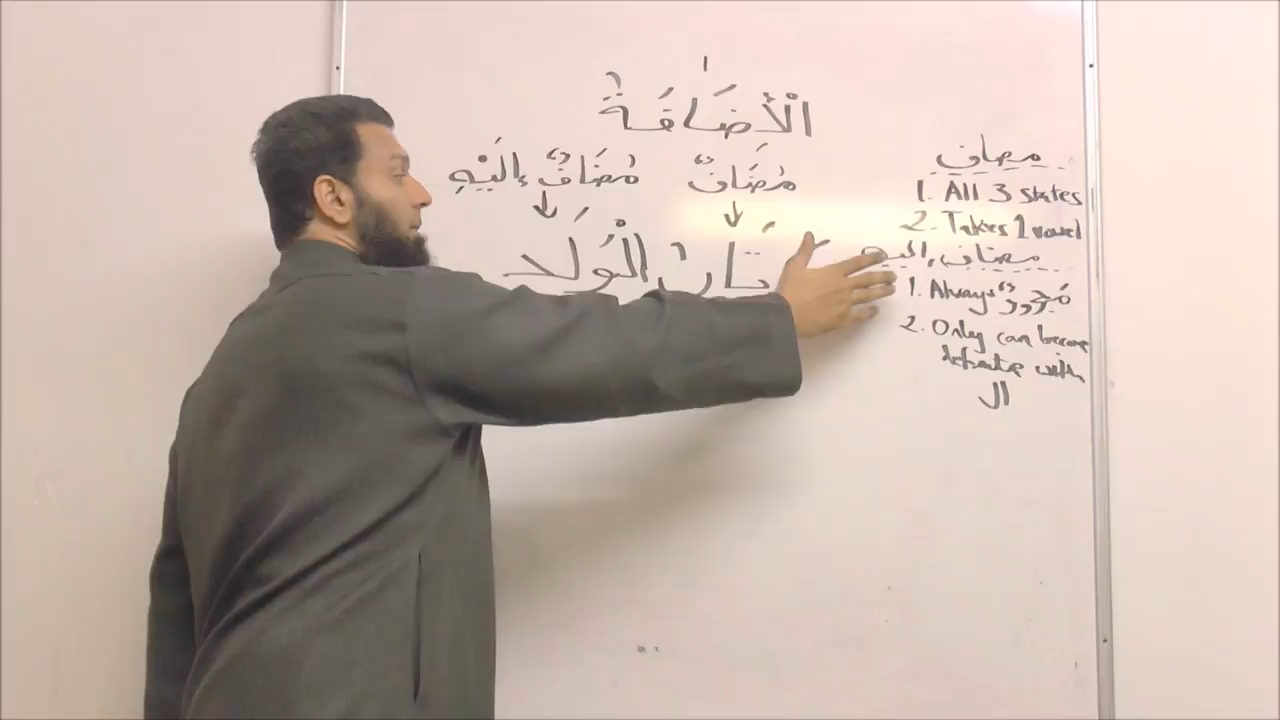 الْأِضَافَةُ
مُضَافٌ مُضَافٌ إِلَيْهِ
الْوَلَد
مضاف
1. All 3 states
2. Takes 1 vowel
مضاف إليه
1. Always مَجْرُورٌ
2. Only can become
definite with
ال